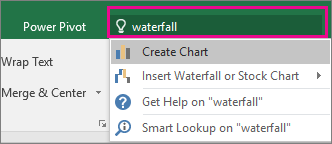 Power Pivot
waterfall
Create Chart
Wrap Text
Insert Waterfall or Stock Chart
Merge & Center
Get Help on "waterfall"
Smart Lookup on "waterfall"